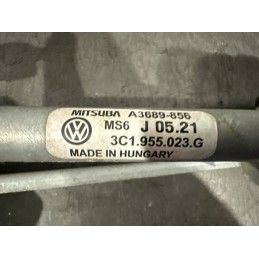 MITSUBA A3689-856
MS6 J 05.21
3C1.955.023.G
MADE IN HUNGARY